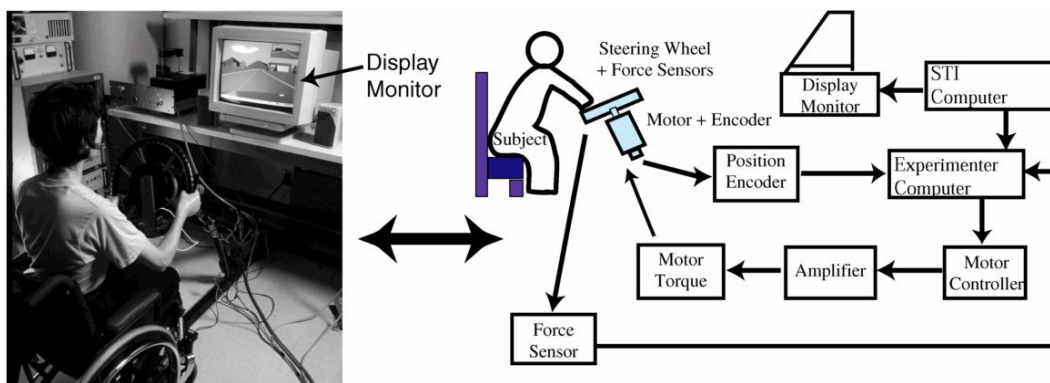 Display
Monitor
Steering Wheel
+ Force Sensors
Motor + Encoder
Subject
Display
Monitor
STI
Computer
Position
Encoder
Experimenter
Computer
Motor
Torque
Amplifier
Motor
Controller
Force
Sensor